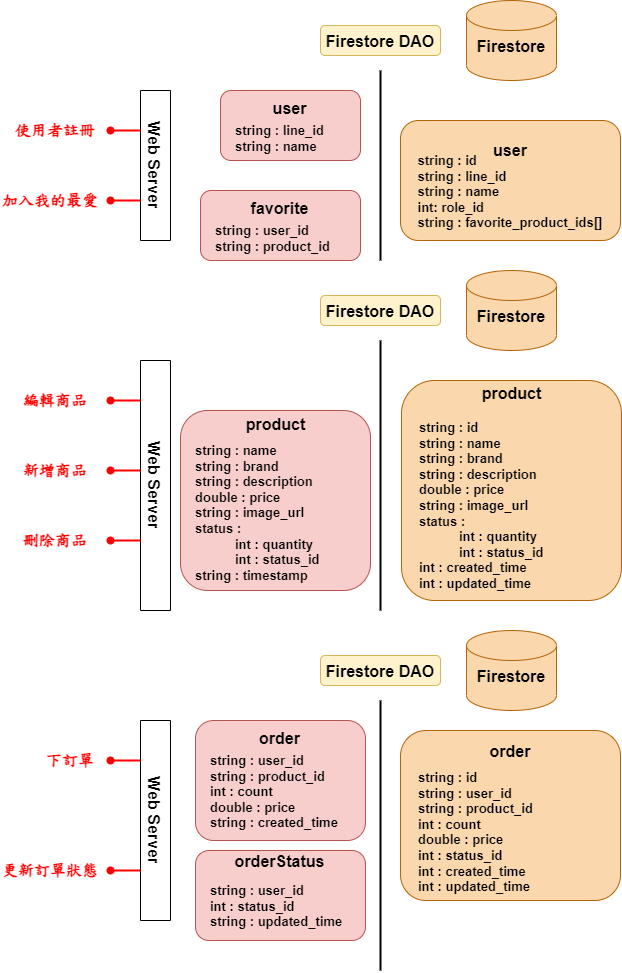 Firestore DAO
Firestore
使用者註冊
加入我的最愛
Web Server
user
string : line_id
string : name
favorite
string : user_id
string : product_id
user
string : id
string : line_id
string : name
int: role_id
string : favorite_product_ids[]
Firestore DAO
Firestore
編輯商品
新增商品
刪除商品
Web Server
product
string : name
string : brand
string : description
double : price
string : image_url
status :
int : quantity
int : status_id
string : timestamp
product
string : id
string : name
string : brand
string : description
double : price
string : image_url
status :
int : quantity
int : status_id
int : created_time
int : updated_time
Firestore DAO
Firestore
下訂單
更新訂單狀態
Web Server
order
string : user_id
string : product_id
int : count
double : price
string : created_time
orderStatus
string : user_id
int : status_id
string : updated_time
order
string : id
string : user_id
string : product_id
int : count
double : price
int : status_id
int : created_time
int : updated_time